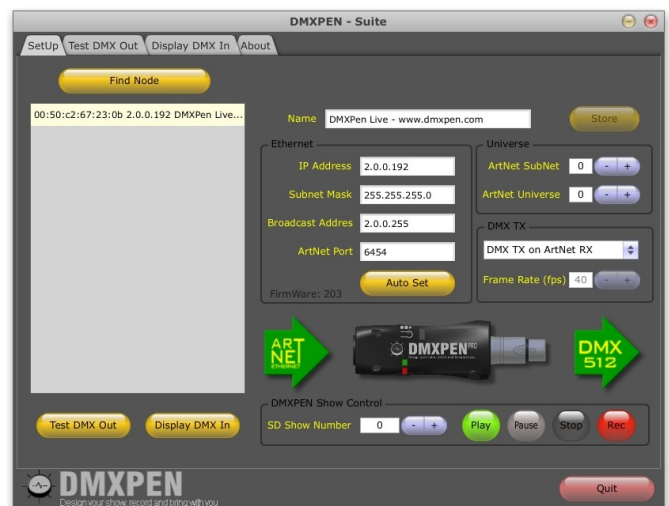 DMXPEN - Suite
SetUp Test DMX Out Display DMX In About
Find Node
00:50:c2:67:23:0b 2.0.0.192 DMXPen Live...
Name DMXPen Live - www.dmxpen.com Store
Ethernet
IP Address 2.0.0.192
Subnet Mask 255.255.255.0
Broadcast Addres 2.0.0.255
ArtNet Port 6454
FirmWare: 203 Auto Set
Universe
ArtNet SubNet 0 - +
ArtNet Universe 0 - +
DMX TX
DMX TX on ArtNet RX
Frame Rate (fps) 40 - +
ART
NET
ETHERNET
DMXPEN PRO
DMX
512
Test DMX Out Display DMX In
DMXPEN Show Control
SD Show Number 0 - + Play Pause Stop Rec
DMXPEN
Design your show, record and bring with you
Quit